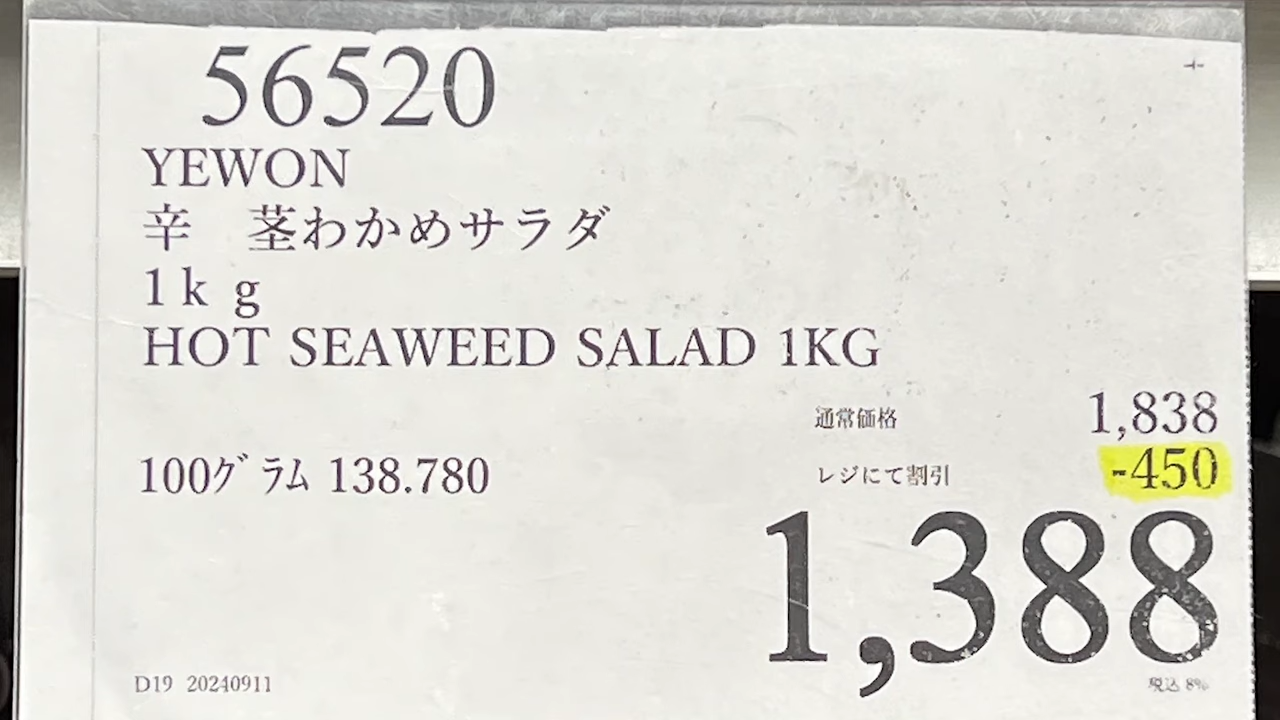 56520
YEWON
辛　茎わかめサラダ
1kg
HOT SEAWEED SALAD 1KG
通常価格 1,838
100グラム 138.780 レジにて割引 -450
1,388
D19 20240911 税込 8%